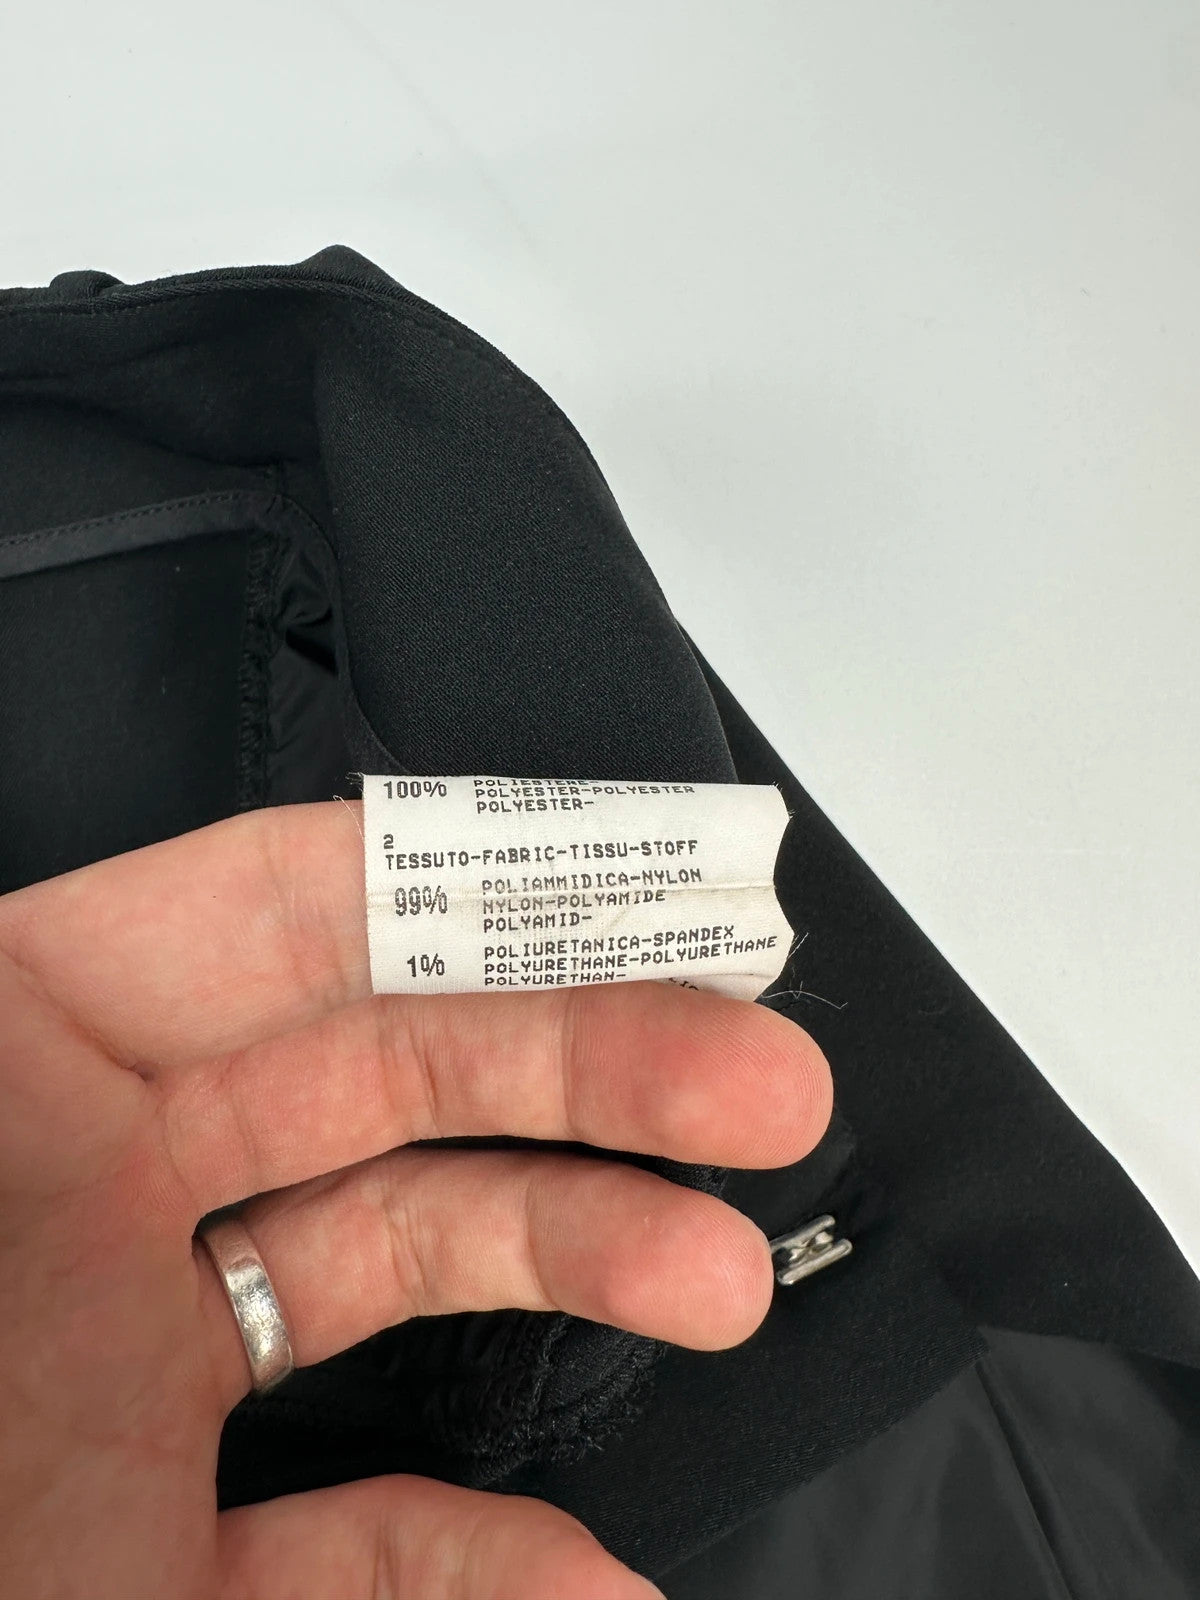 100% POLIESTERE-
POLYESTER-POLYESTER
POLYESTER-
2
TESSUTO-FABRIC-TISSU-STOFF
99% POLIAMMIDICA-NYLON
NYLON-POLYAMIDE
POLYAMID-
1% POLIURETANICA-SPANDEX
POLYURETHANE-POLYURETHANE
POLYURETHAN-